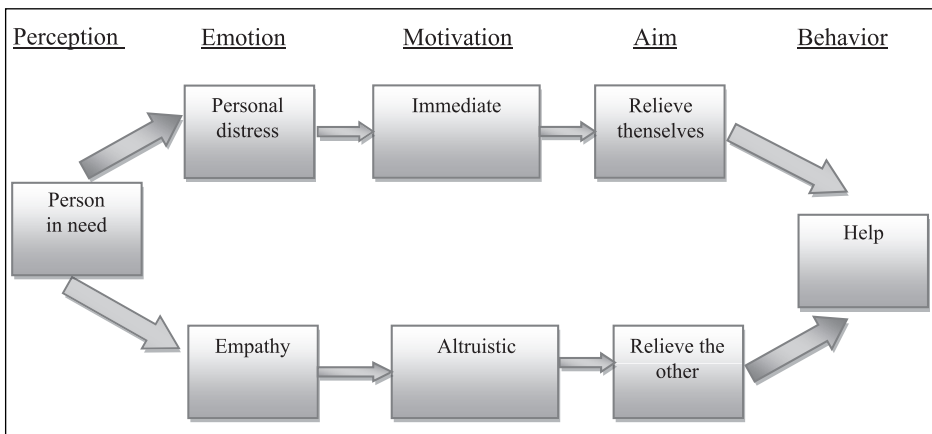 Perception Emotion Motivation Aim Behavior
Personal
distress
Immediate
Relieve
thenselves
Person
in need
Help
Empathy
Altruistic
Relieve the
other